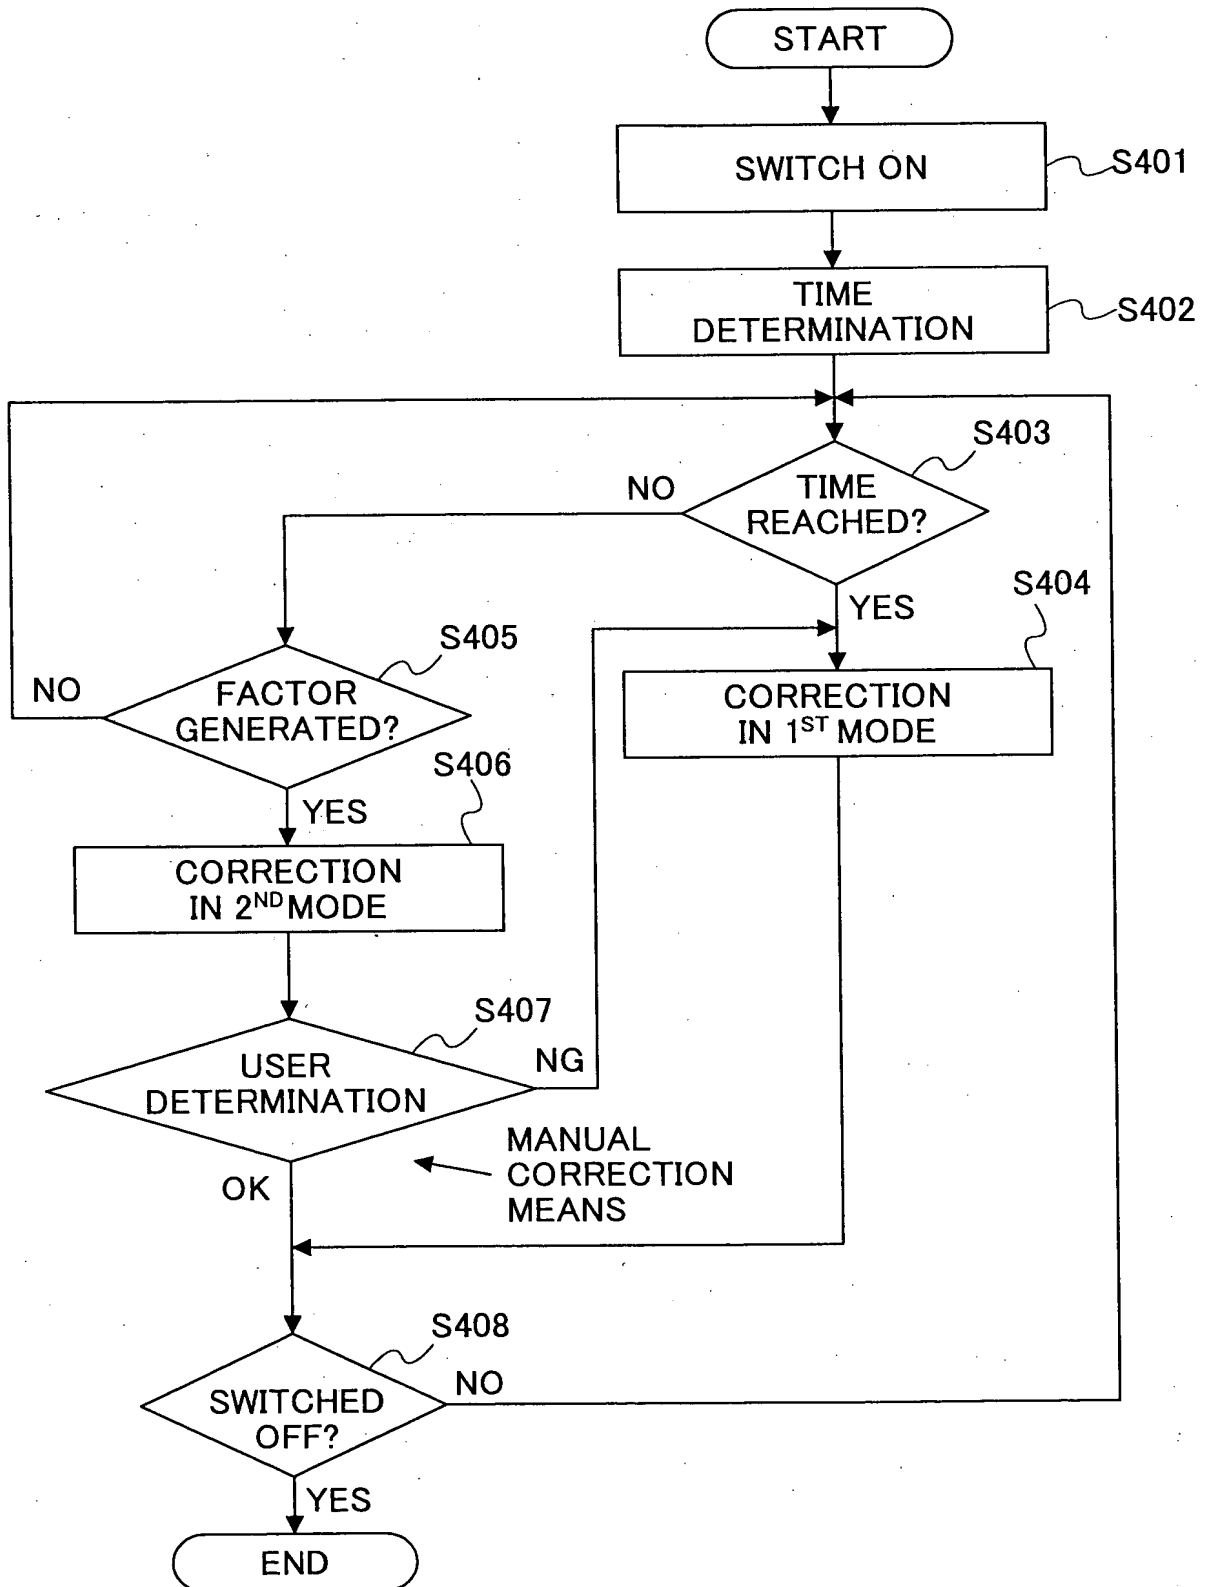 START
SWITCH ON
S401
TIME
DETERMINATION
S402
S403
TIME
REACHED?
NO
YES
S404
CORRECTION
IN 1ST MODE
S405
FACTOR
GENERATED?
NO
YES
S406
CORRECTION
IN 2ND MODE
S407
USER
DETERMINATION
NG
OK
MANUAL
CORRECTION
MEANS
S408
SWITCHED
OFF?
NO
YES
END